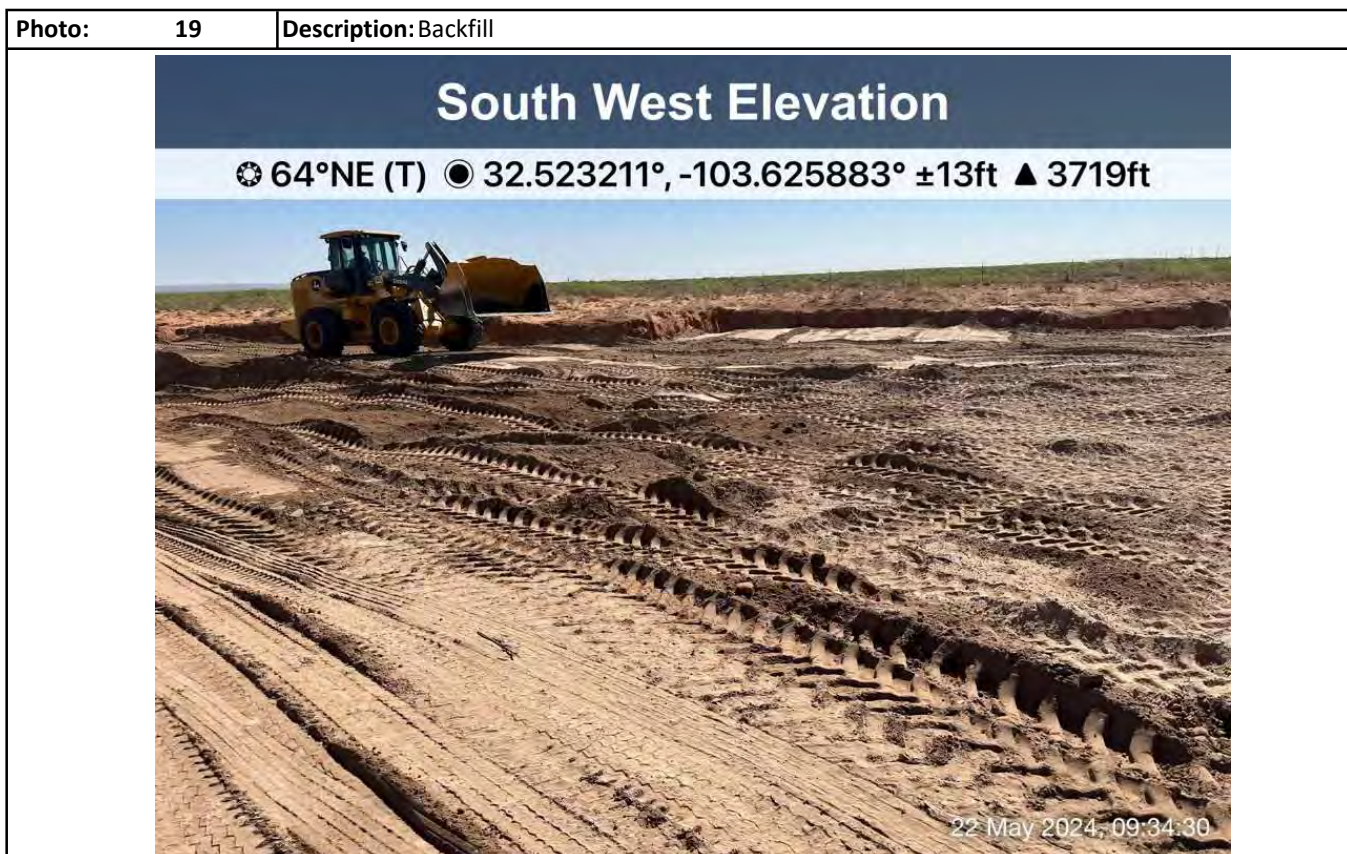 Photo: 19 Description: Backfill
South West Elevation
64°NE (T) 32.523211°, -103.625883° ±13ft ▲ 3719ft
22 May 2024, 09:34:30